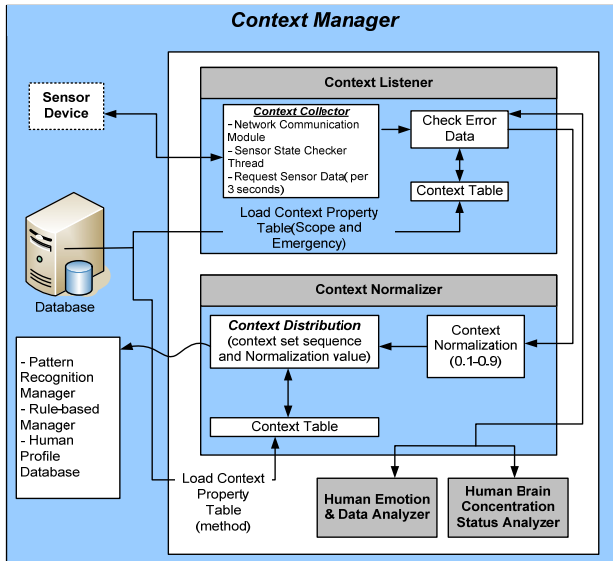 Context Manager
Sensor
Device
Context Listener
Context Collector
- Network Communication
Module
- Sensor State Checker
Thread
- Request Sensor Data( per
3 seconds)
Check Error
Data
Context Table
Load Context Property
Table(Scope and
Emergency)
Database
Context Normalizer
Context Distribution
(context set sequence
and Normalization value)
Context
Normalization
(0.1-0.9)
Context Table
- Pattern
Recognition
Manager
- Rule-based
Manager
- Human
Profile
Database
Load Context
Property
Table
(method)
Human Emotion
& Data Analyzer
Human Brain
Concentration
Status Analyzer